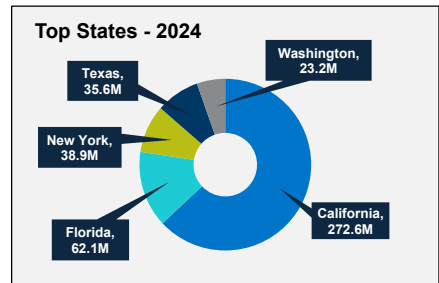 Top States - 2024
Washington,
23.2M
Texas,
35.6M
New York,
38.9M
Florida,
62.1M
California,
272.6M